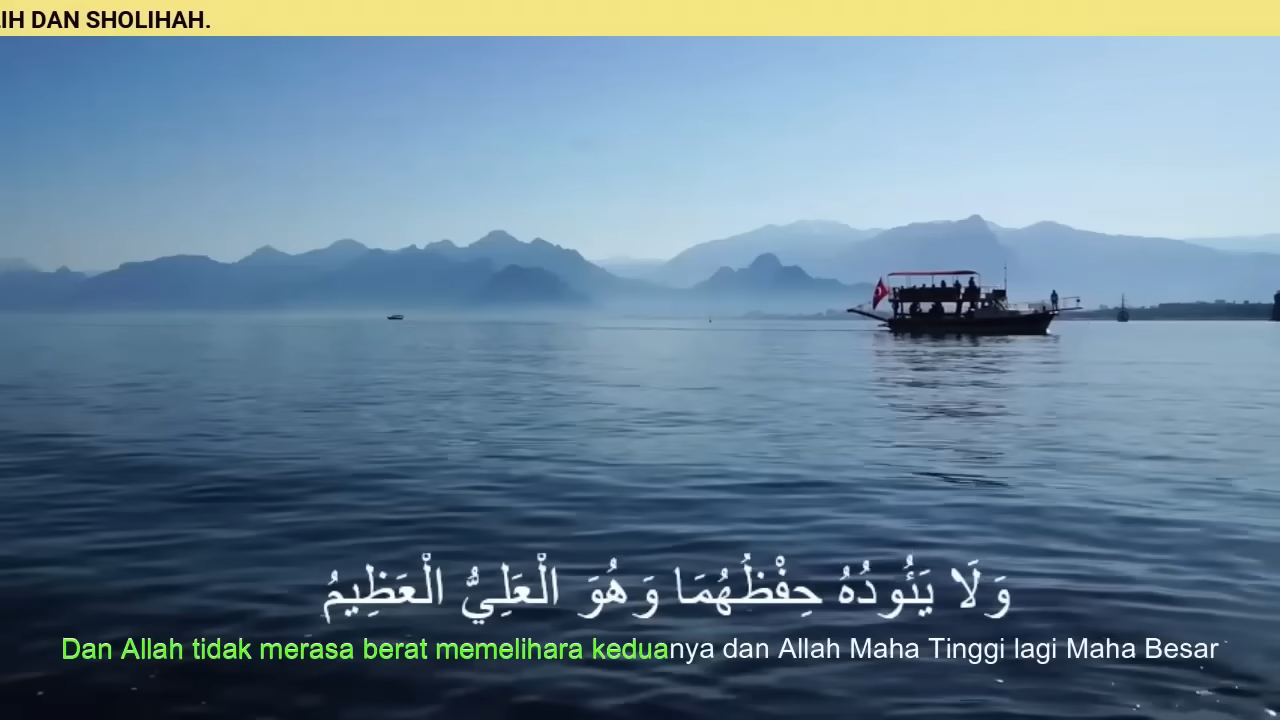 IH DAN SHOLIHAH.
وَلَا يَئُودُهُ حِفْظُهُمَا وَهُوَ الْعَلِيُّ الْعَظِيمُ
Dan Allah tidak merasa berat memelihara keduanya dan Allah Maha Tinggi lagi Maha Besar